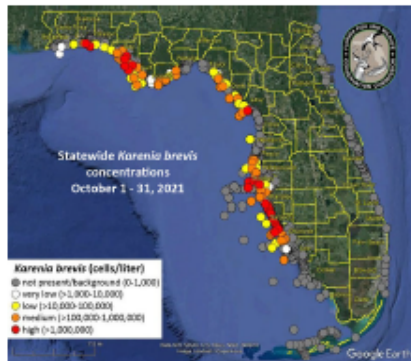 Statewide Karenia brevis
concentrations
October 1 - 31, 2021
Karenia brevis (cells/liter)
not present/background (0-1,000)
very low (>1,000-10,000)
low (>10,000-100,000)
medium (>100,000-1,000,000)
high (>1,000,000)
Google Earth